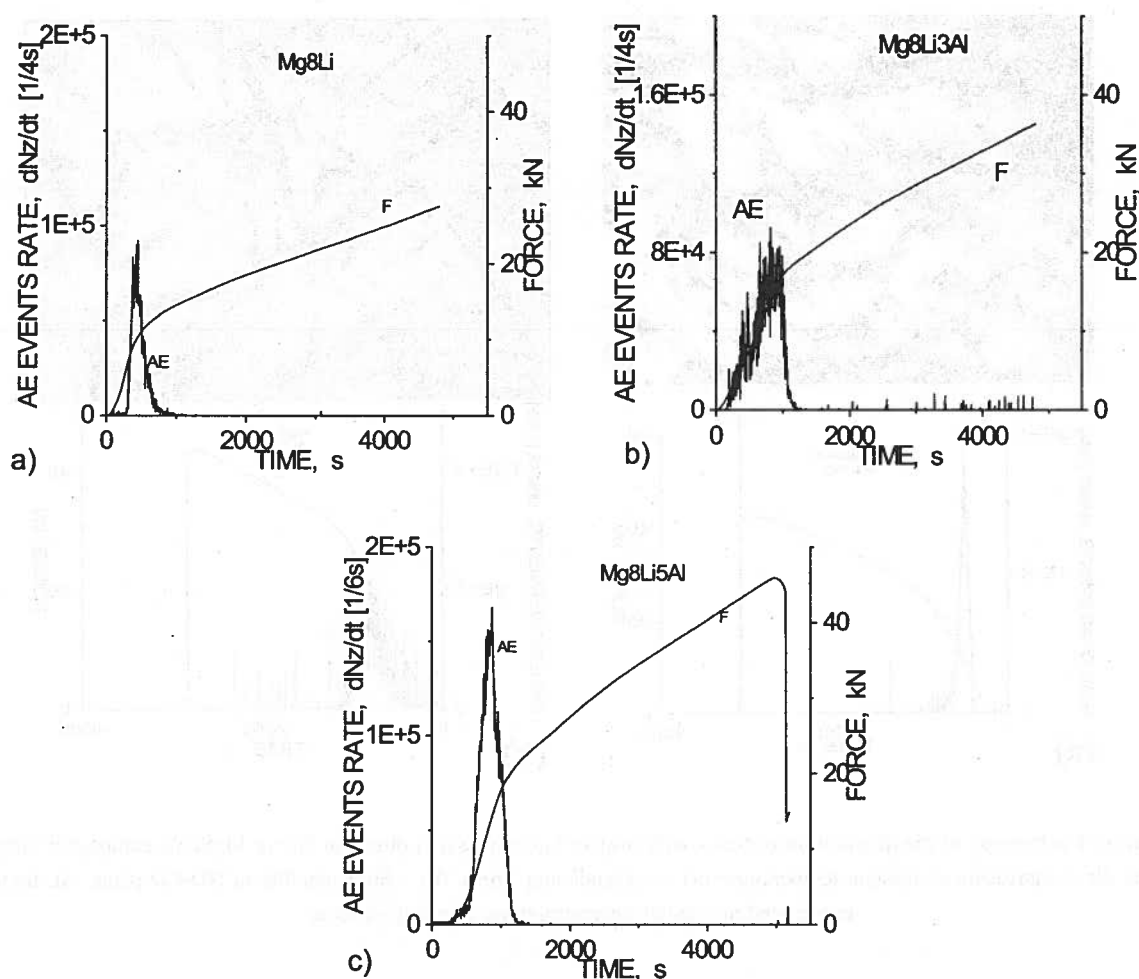 AE EVENTS RATE, dNz/dt [1/4s]
2E+5
1E+5
0
Mg8Li
F
AE
40
20
0
FORCE, kN
0
2000
4000
TIME, s
a)
AE EVENTS RATE, dNz/dt [1/4s]
1.6E+5
8E+4
0
Mg8Li3Al
AE
F
40
20
0
FORCE, kN
0
2000
4000
TIME, s
b)
AE EVENTS RATE, dNz/dt [1/6s]
2E+5
1E+5
0
Mg8Li5Al
AE
F
40
20
0
FORCE, kN
0
2000
4000
TIME, s
c)